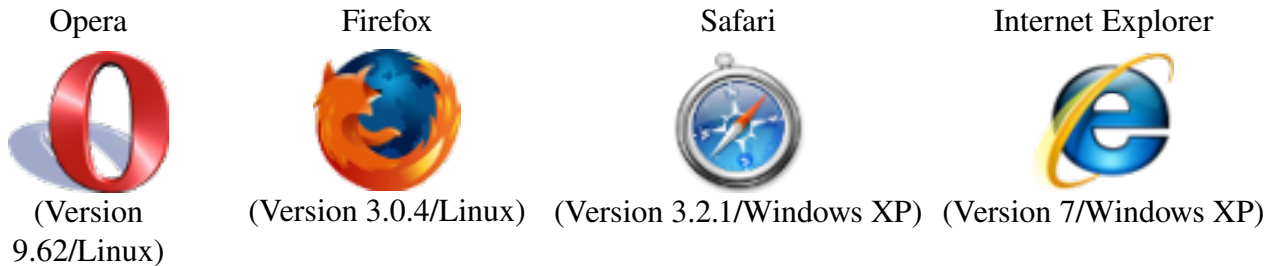 Opera Firefox Safari Internet Explorer
(Version 9.62/Linux) (Version 3.0.4/Linux) (Version 3.2.1/Windows XP) (Version 7/Windows XP)